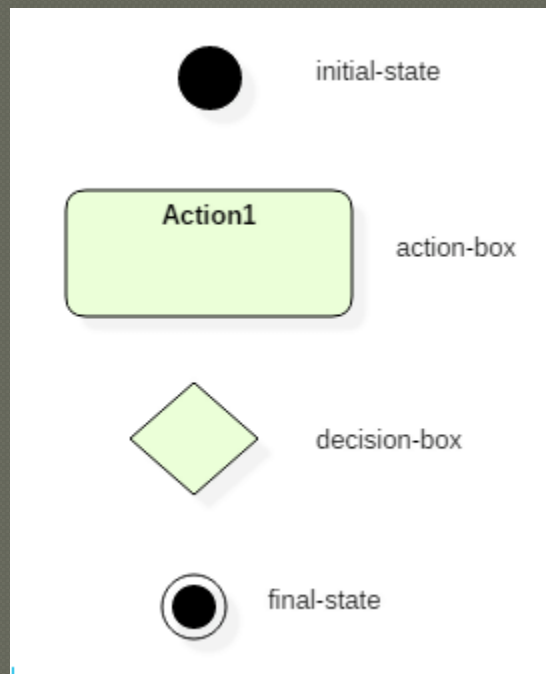 initial-state
Action1
action-box
decision-box
final-state